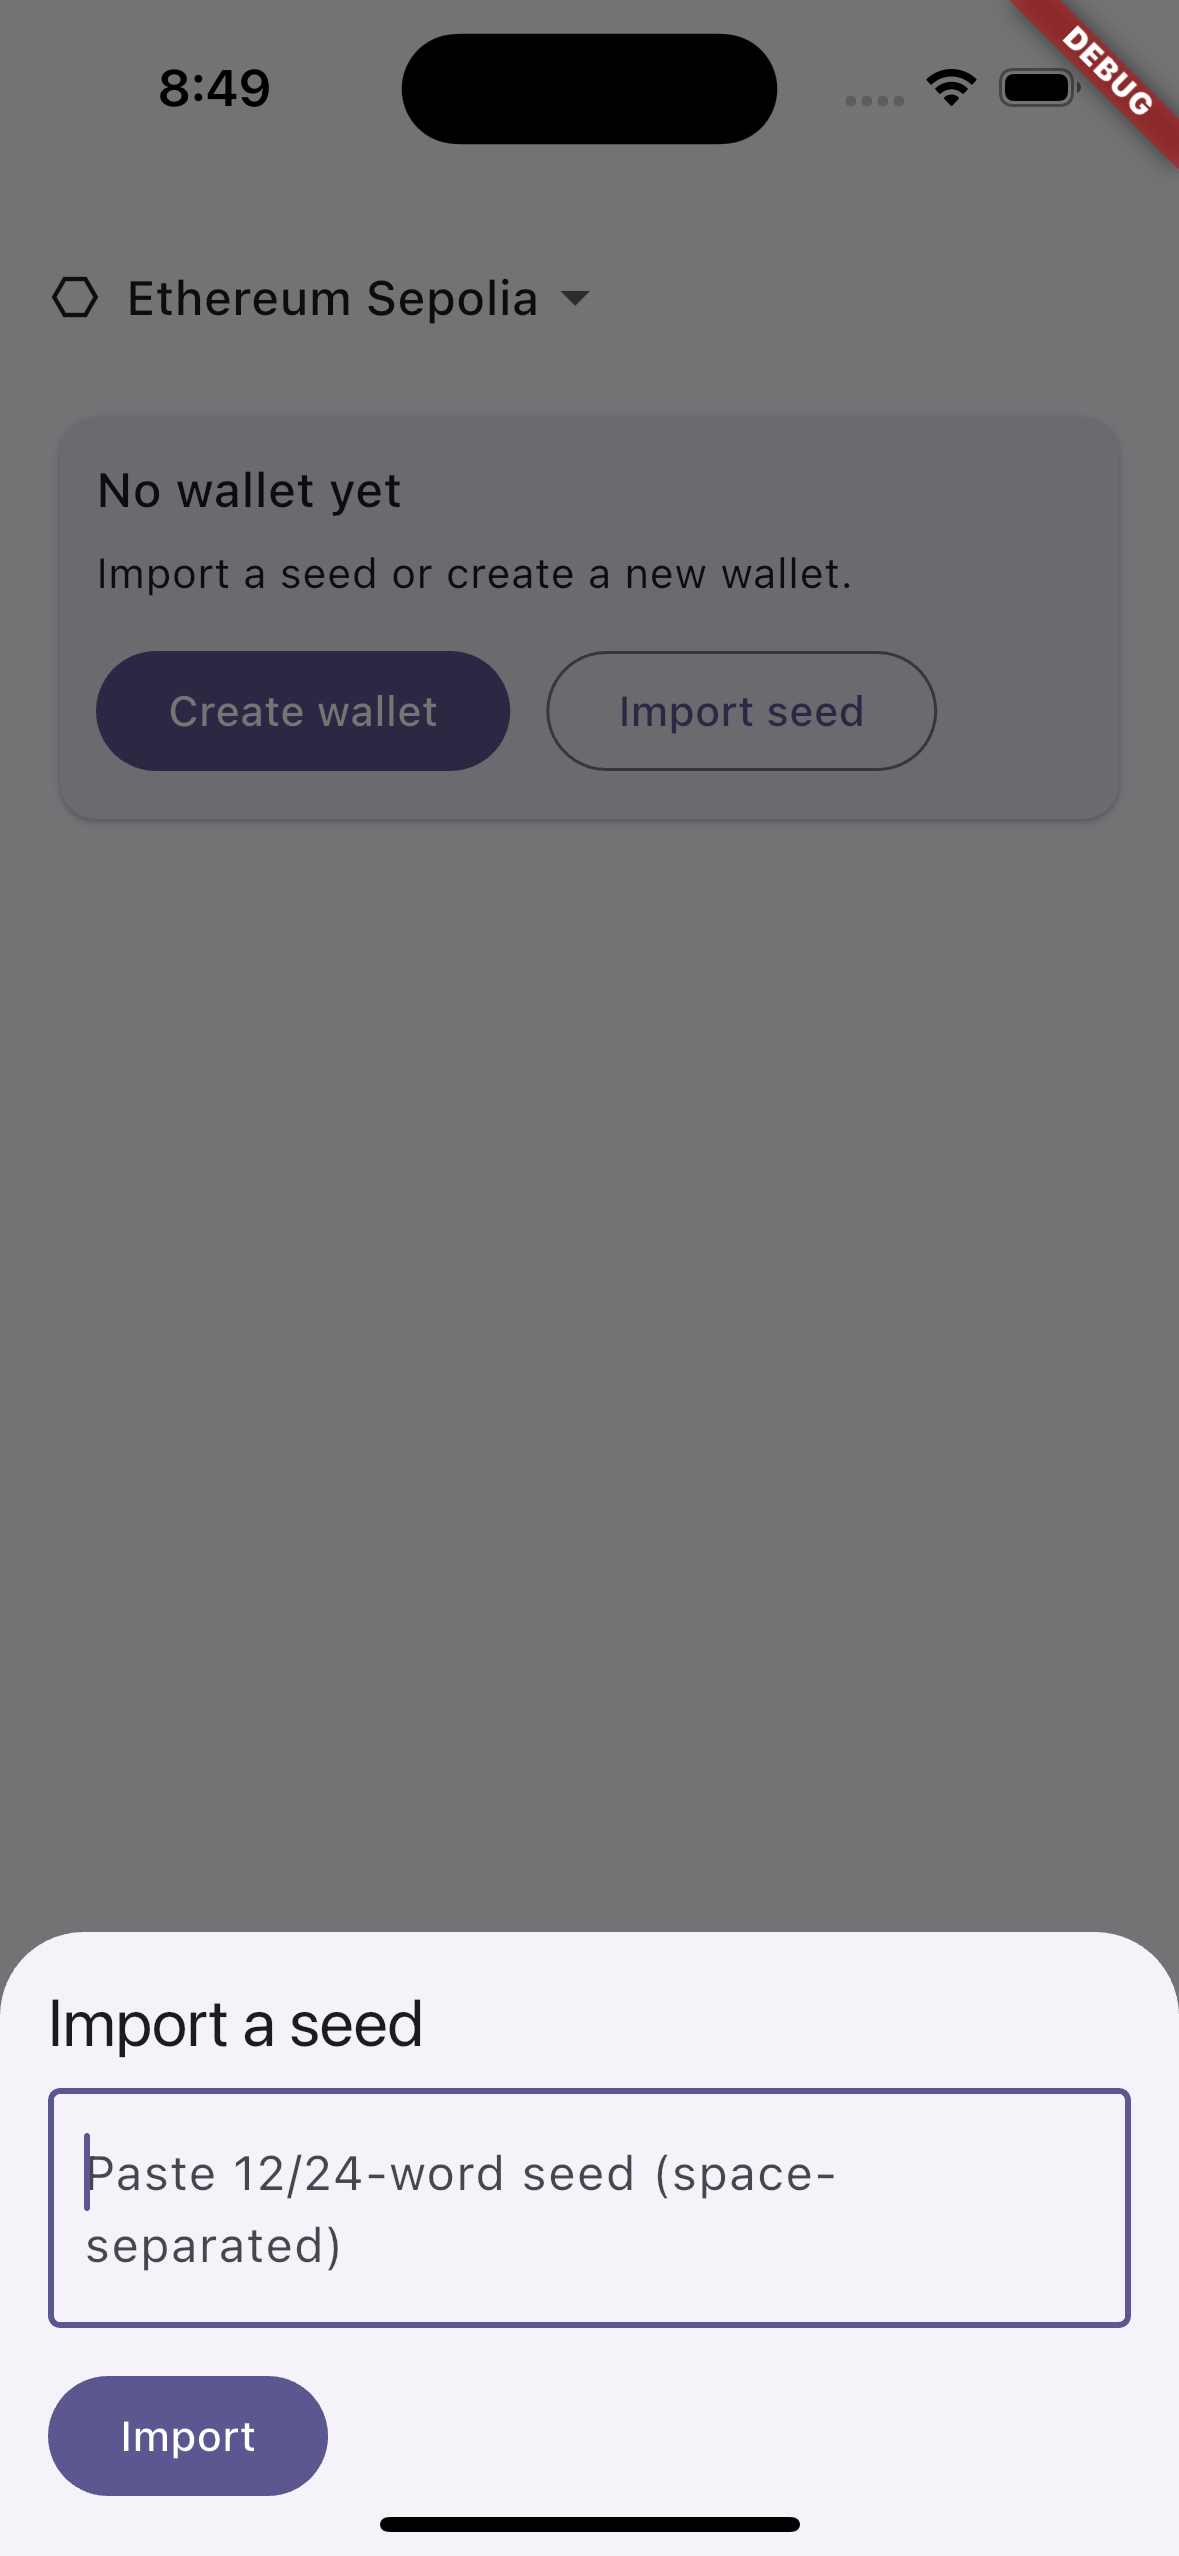 8:49
DEBUG
Ethereum Sepolia
No wallet yet
Import a seed or create a new wallet.
Create wallet
Import seed
Import a seed
Paste 12/24-word seed (space-
separated)
Import